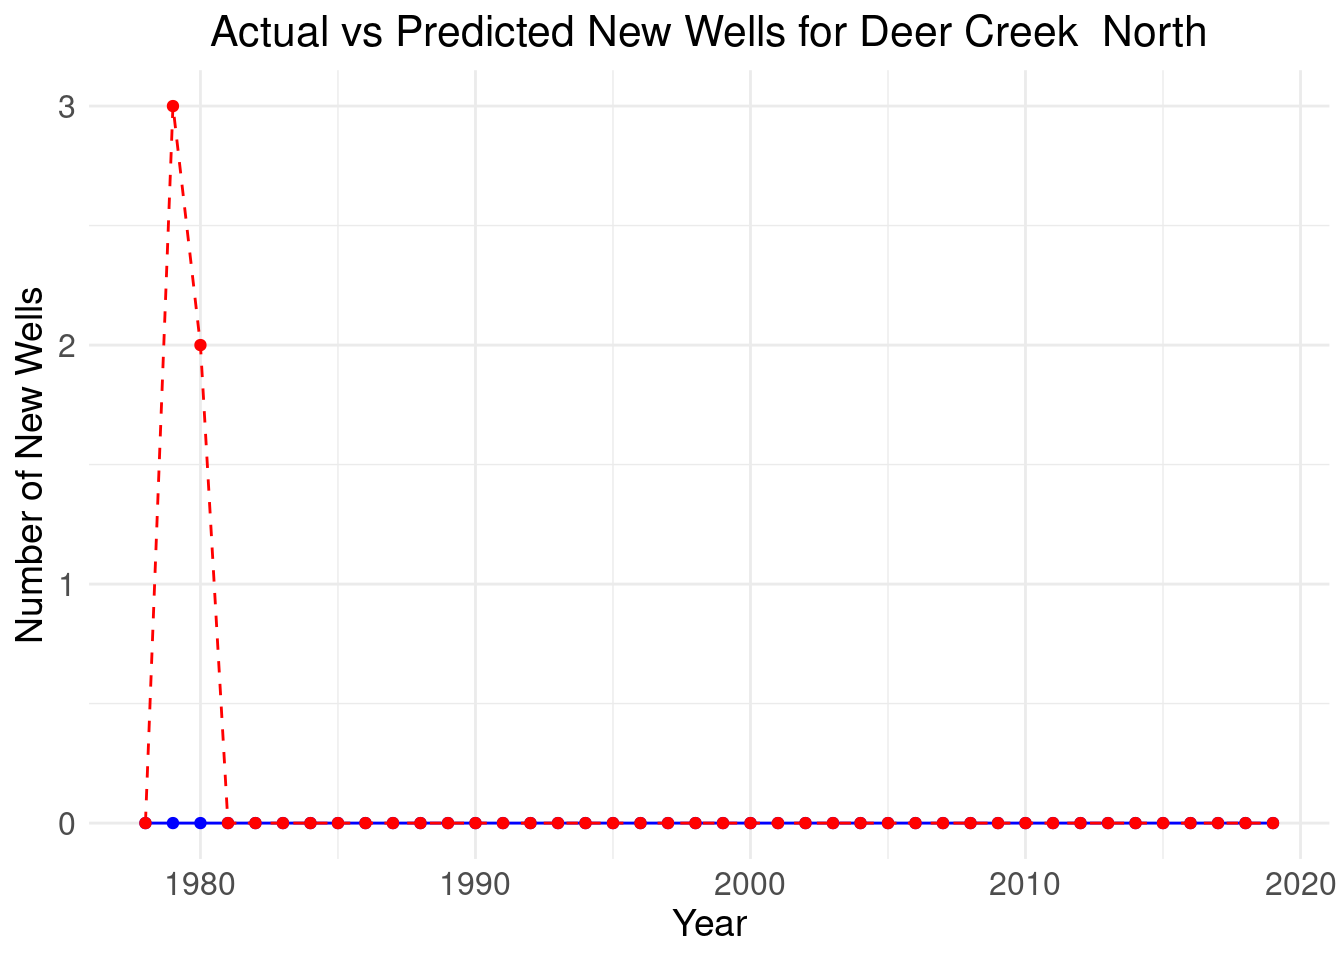 Actual vs Predicted New Wells for Deer Creek  North
3
2
1
0
Number of New Wells
1980 1990 2000 2010 2020
Year